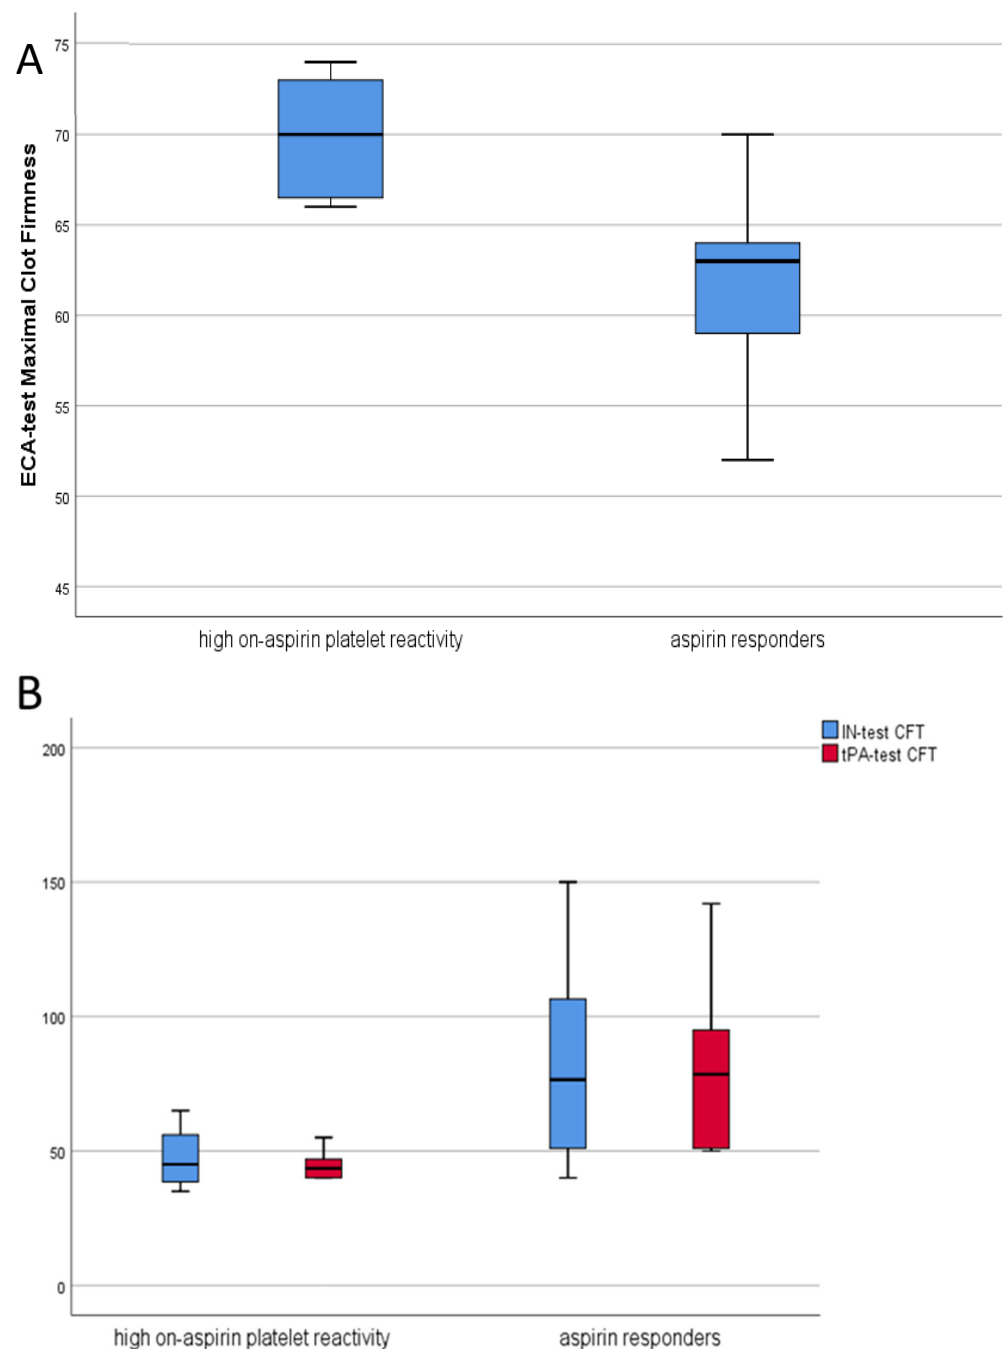 A
75
70
65
60
55
50
45
ECA-test Maximal Clot Firmness
high on-aspirin platelet reactivity
aspirin responders
B
IN-test CFT
tPA-test CFT
200
150
100
50
0
high on-aspirin platelet reactivity
aspirin responders